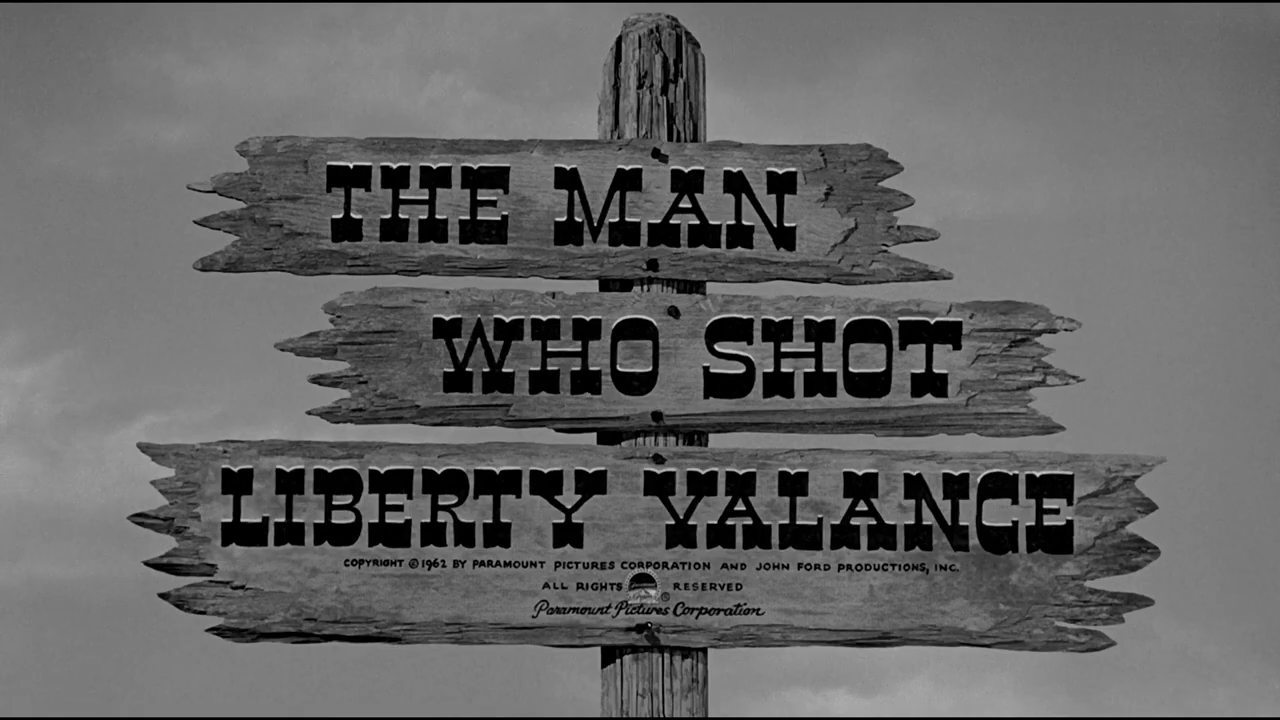 THE MAN
WHO SHOT
LIBERTY VALANCE
COPYRIGHT ©1962 BY PARAMOUNT PICTURES CORPORATION AND JOHN FORD PRODUCTIONS, INC.
ALL RIGHTS RESERVED
Paramount Pictures Corporation